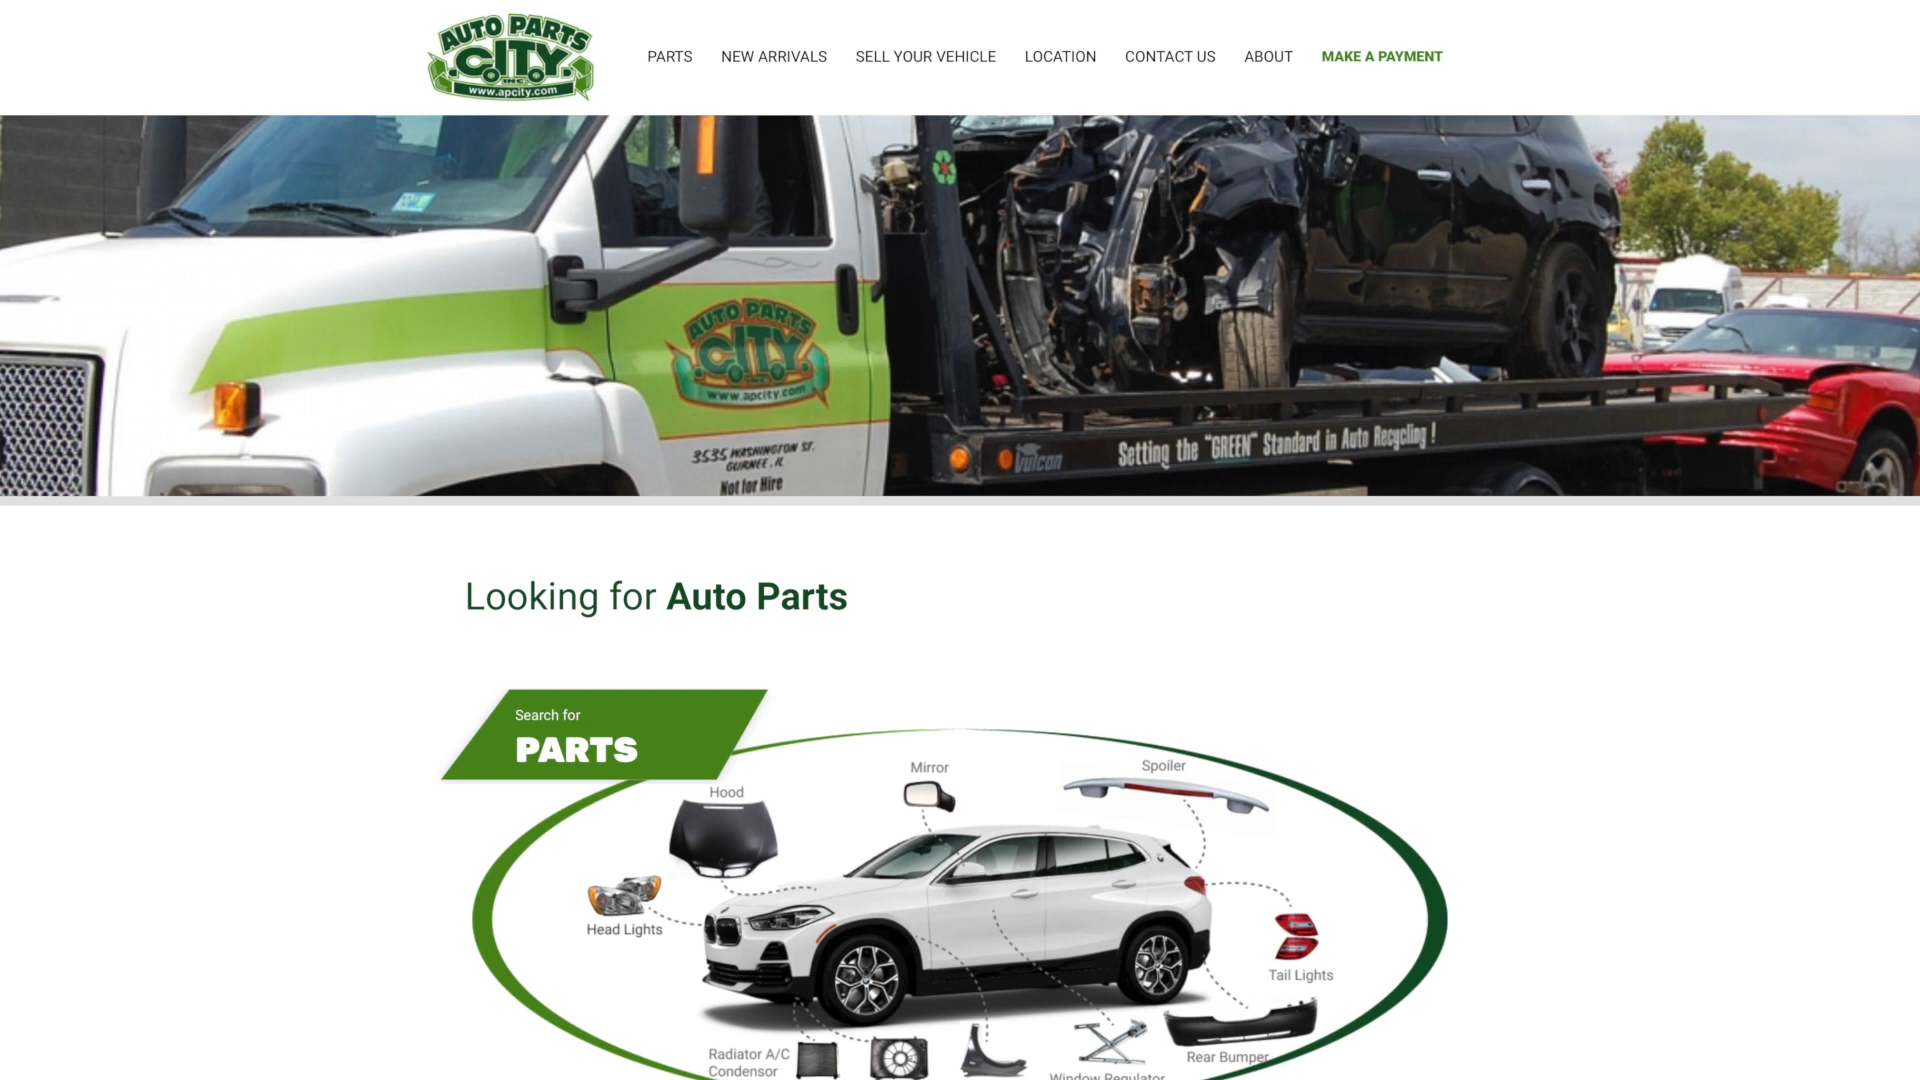 AUTO PARTS
CITY
INC.
www.apcity.com
PARTS
NEW ARRIVALS
SELL YOUR VEHICLE
LOCATION
CONTACT US
ABOUT
MAKE A PAYMENT
AUTO PARTS
CITY
INC.
www.apcity.com
3535 WASHINGTON ST.
GURNEE, IL
Not for Hire
Vulcan
Setting the "GREEN" Standard in Auto Recycling !
Looking for Auto Parts
Search for
PARTS
Mirror
Spoiler
Hood
Head Lights
Tail Lights
Radiator A/C
Condensor
Rear Bumper
Window Regulator